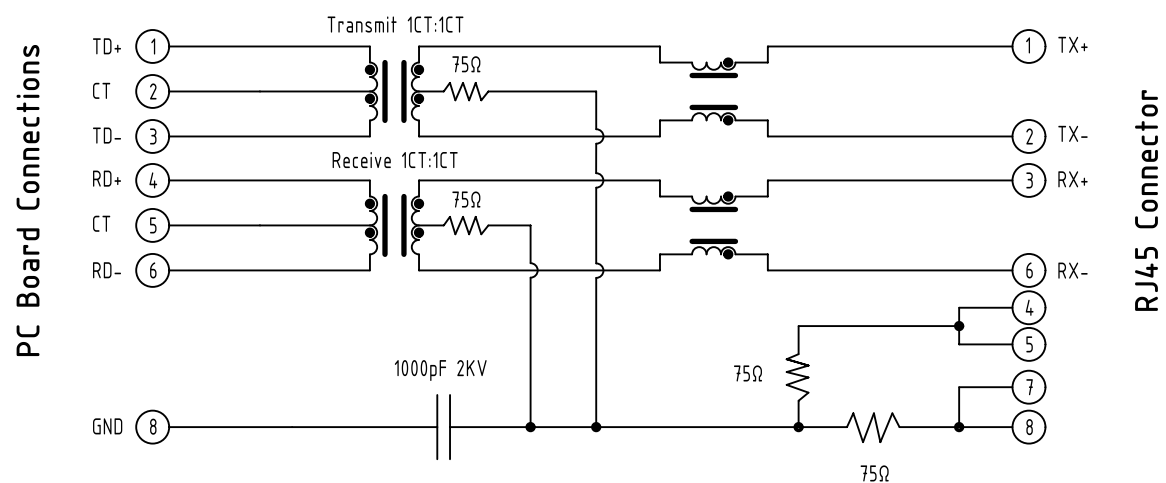 Transmit 1CT:1CT
TD+ 1
75Ω
1 TX+
CT 2
TD- 3
2 TX-
Receive 1CT:1CT
RD+ 4
75Ω
3 RX+
CT 5
RD- 6
6 RX-
4
5
1000pF 2KV
75Ω
7
GND 8
8
75Ω
PC Board Connections
RJ45 Connector